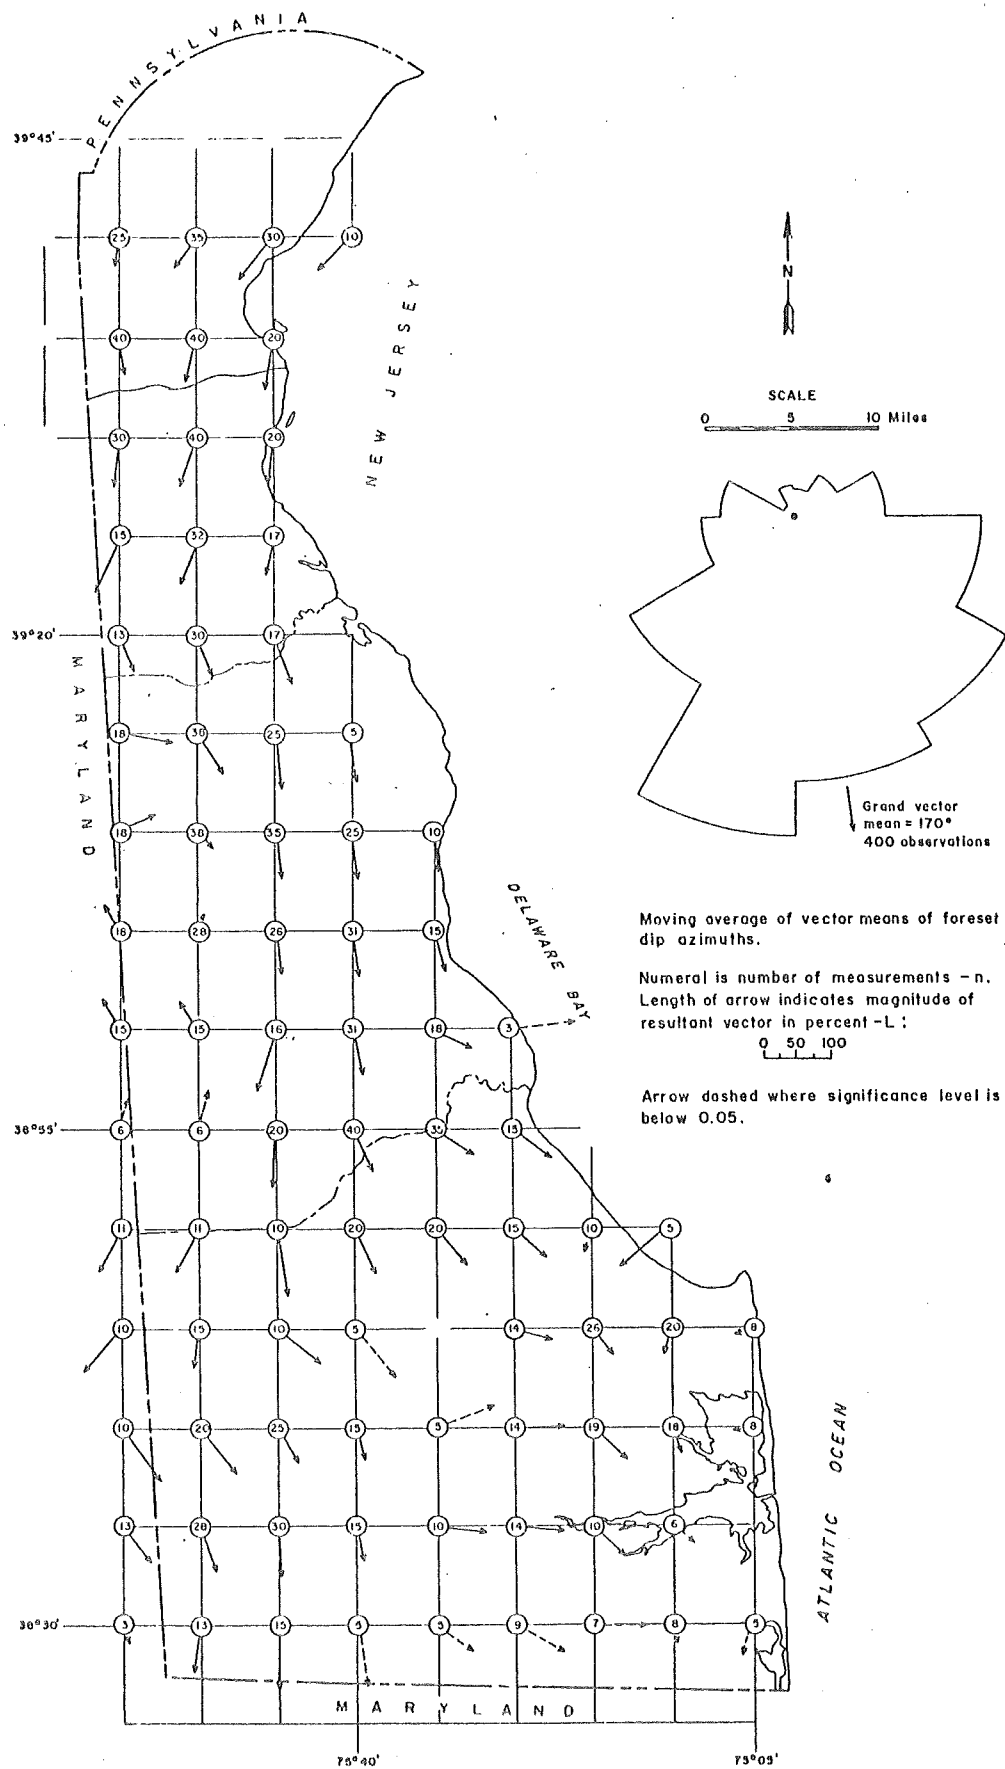 PENNSYLVANIA
39°45'
25 35 30 10
N
NEW JERSEY
40 40 20
SCALE
0 5 10 Miles
30 40 20
15 32 17
39°20'
13 30 17
MARYLAND
18 36 25 5
Grand vector
mean = 170°
400 observations
18 38 35 25 10
DELAWARE BAY
18 28 26 31 15
Moving average of vector means of foreset
dip azimuths.
Numeral is number of measurements - n.
Length of arrow indicates magnitude of
resultant vector in percent - L :
0 50 100
15 15 16 31 18 3
Arrow dashed where significance level is
below 0.05.
38°55'
6 6 20 40 35 15
11 11 10 20 20 15 10 5
10 15 10 5 14 26 20 8
10 20 25 15 5 14 19 18 8
ATLANTIC OCEAN
13 28 30 15 10 14 10 6
38°30'
3 13 15 5 5 9 7 8 5
MARYLAND
75°40'
75°05'